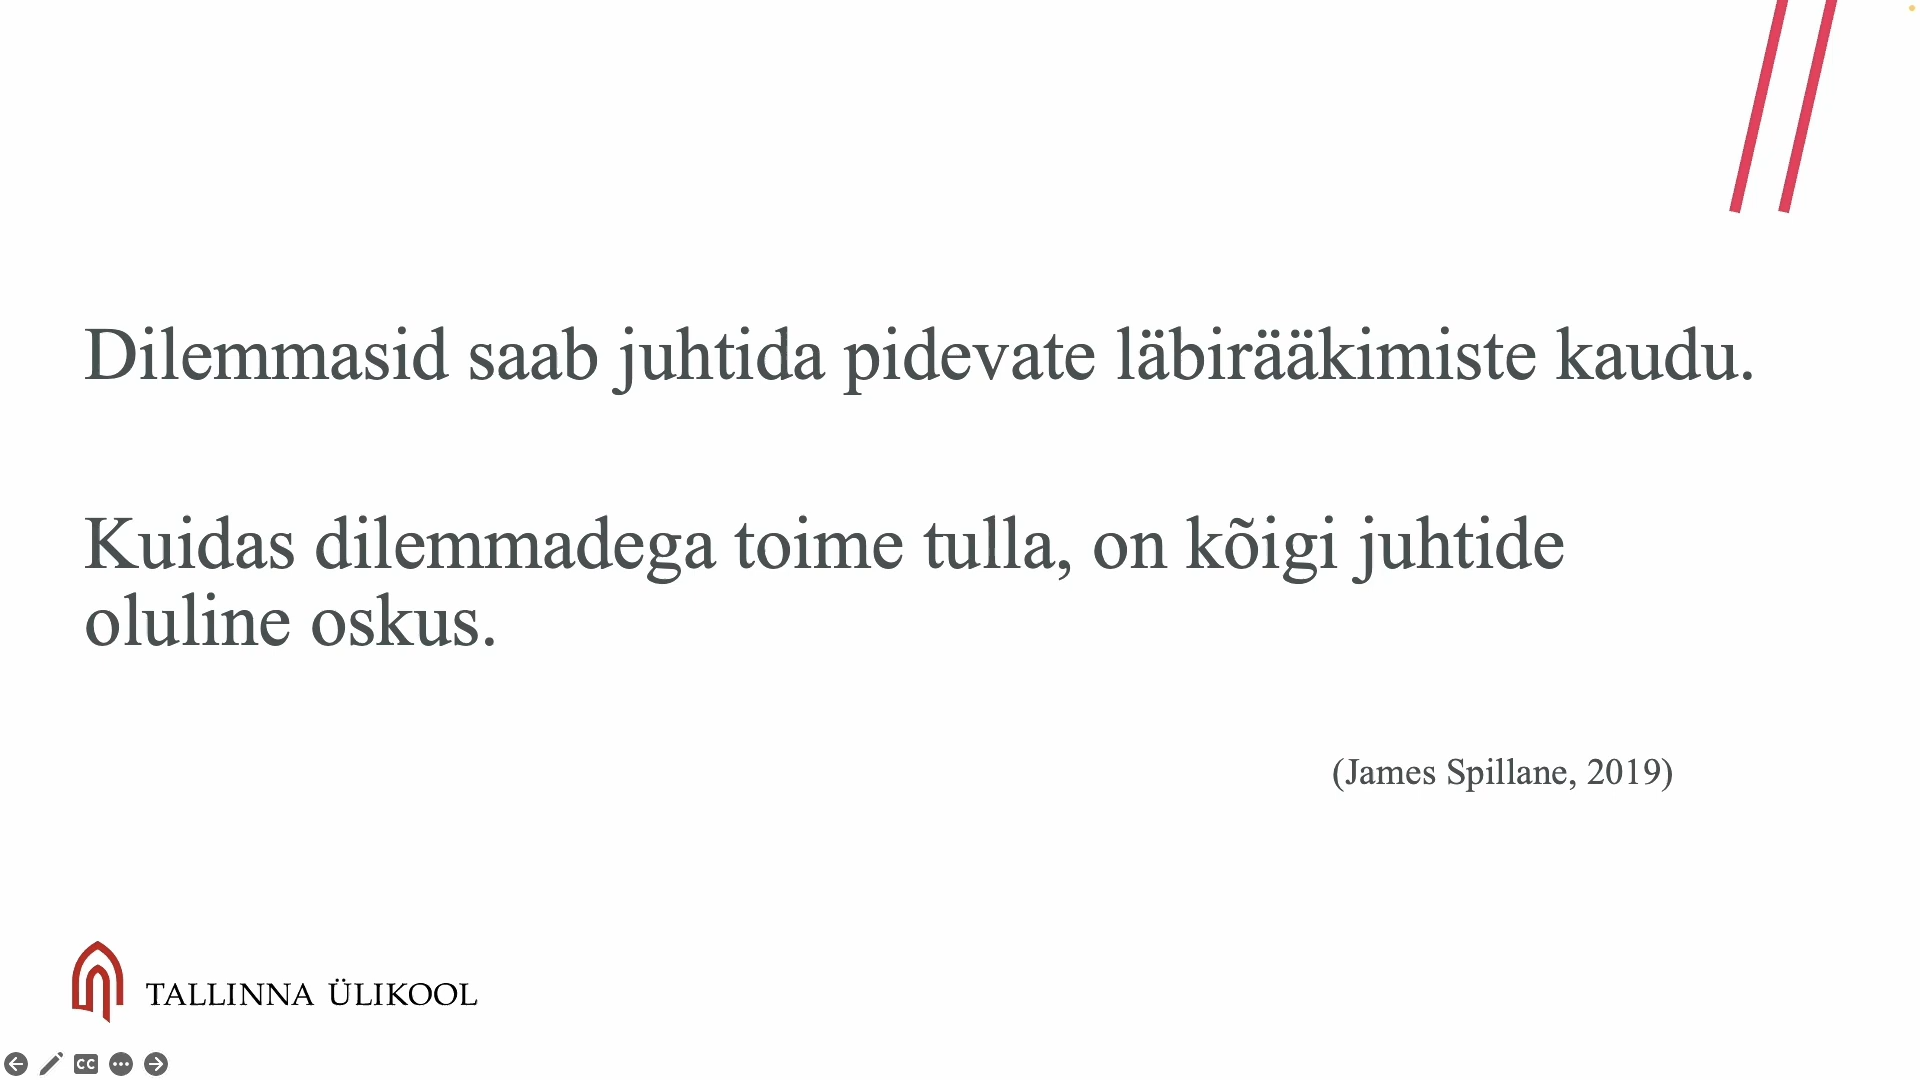 Dilemmasid saab juhtida pidevate läbirääkimiste kaudu.
Kuidas dilemmadega toime tulla, on kõigi juhtide
oluline oskus.
(James Spillane, 2019)
TALLINNA ÜLIKOOL
CC